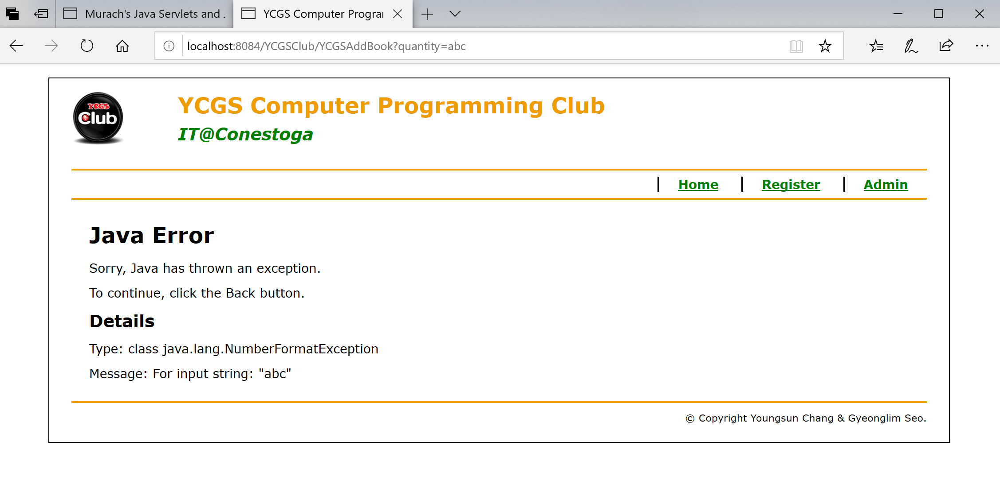 Murach's Java Servlets and
YCGS Computer Program
localhost:8084/YCGSClub/YCGSAddBook?quantity=abc
YCGS
Club
YCGS Computer Programming Club
IT@Conestoga
Home
Register
Admin
Java Error
Sorry, Java has thrown an exception.
To continue, click the Back button.
Details
Type: class java.lang.NumberFormatException
Message: For input string: "abc"
© Copyright Youngsun Chang & Gyeonglim Seo.